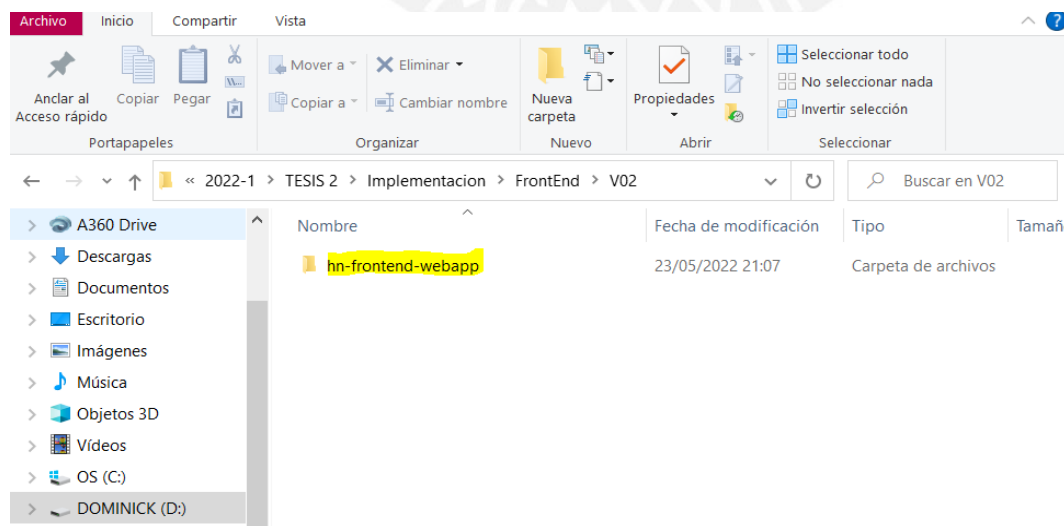 Archivo Inicio Compartir Vista
Anclar al
Acceso rápido
Copiar
Pegar
Portapapeles
Mover a
Copiar a
Eliminar
Cambiar nombre
Organizar
Nueva
carpeta
Nuevo
Propiedades
Abrir
Seleccionar todo
No seleccionar nada
Invertir selección
Seleccionar
« 2022-1 > TESIS 2 > Implementacion > FrontEnd > V02
Buscar en V02
Nombre Fecha de modificación Tipo Tamañ
hn-frontend-webapp 23/05/2022 21:07 Carpeta de archivos
A360 Drive
Descargas
Documentos
Escritorio
Imágenes
Música
Objetos 3D
Vídeos
OS (C:)
DOMINICK (D:)